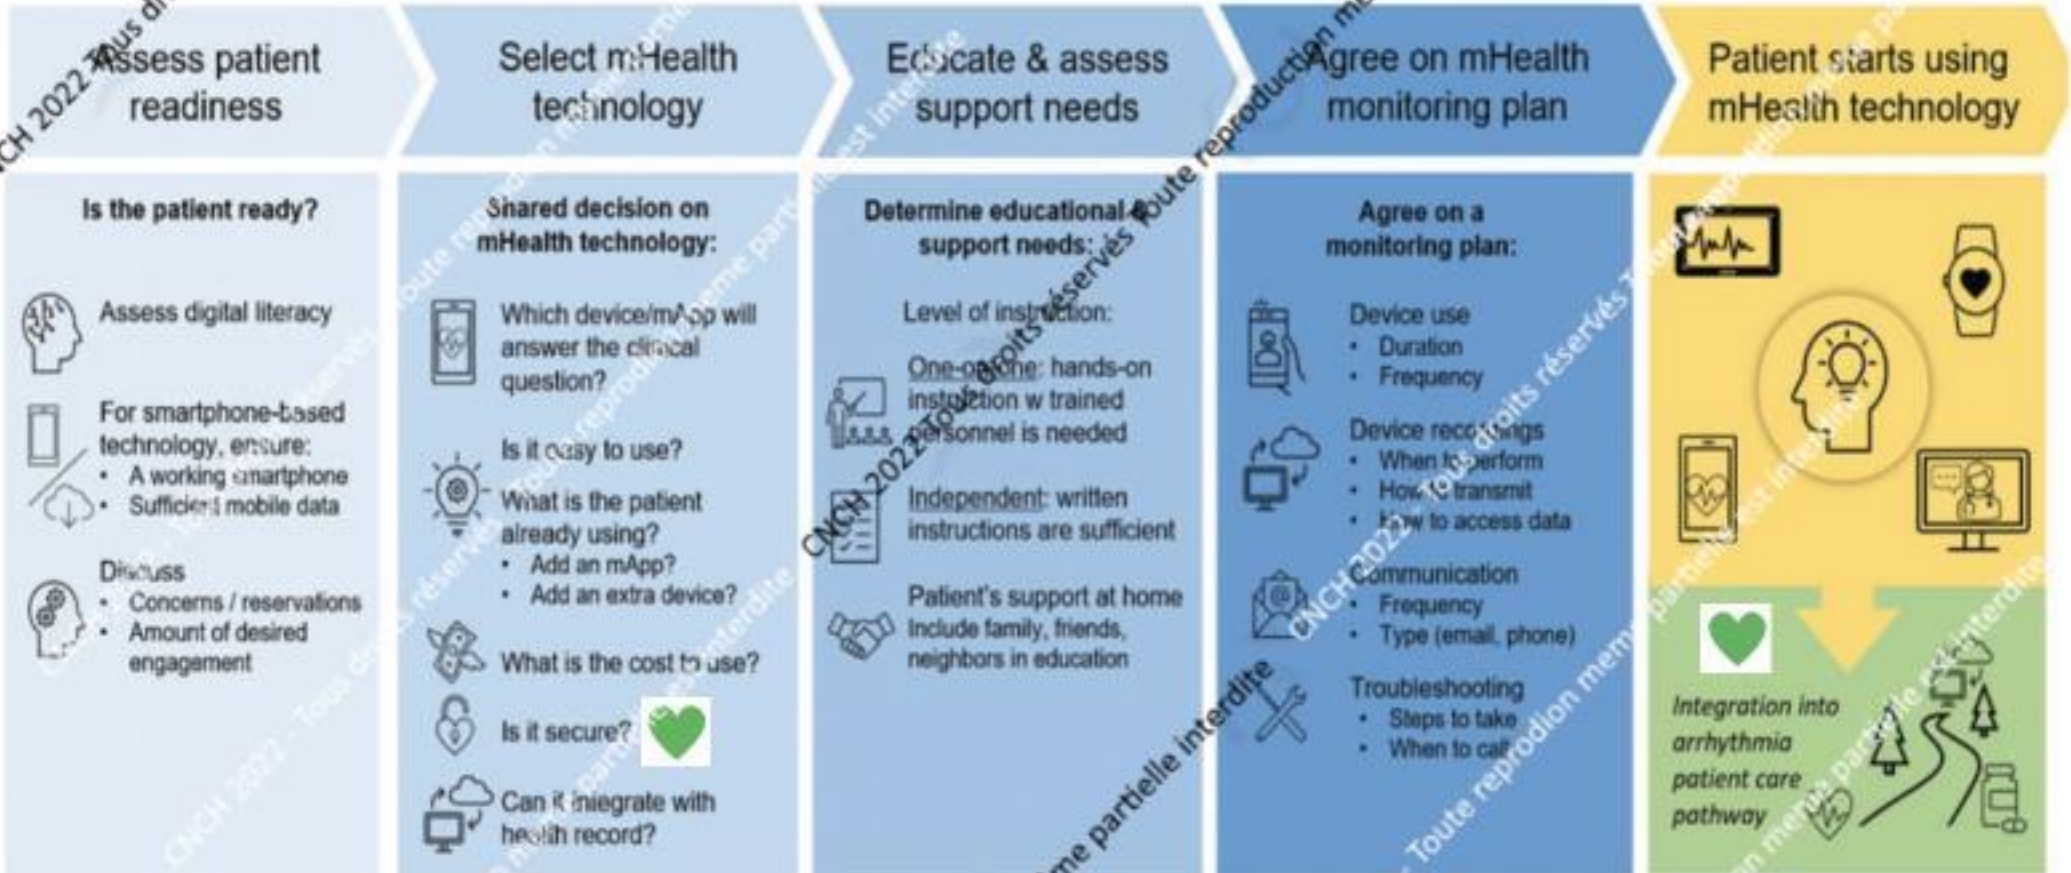 Assess patient
readiness
Is the patient ready?
Assess digital literacy
For smartphone-based
technology, ensure:
• A working smartphone
• Sufficient mobile data
Discuss
• Concerns / reservations
• Amount of desired
engagement
Select mHealth
technology
Shared decision on
mHealth technology:
Which device/mApp will
answer the clinical
question?
Is it easy to use?
What is the patient
already using?
• Add an mApp?
• Add an extra device?
What is the cost to use?
Is it secure?
Can it integrate with
health record?
Educate & assess
support needs
Determine educational &
support needs:
Level of instruction:
One-on-one: hands-on
instruction w trained
personnel is needed
Independent: written
instructions are sufficient
Patient's support at home
Include family, friends,
neighbors in education
Agree on mHealth
monitoring plan
Agree on a
monitoring plan:
Device use
• Duration
• Frequency
Device recordings
• When to perform
• How to transmit
• How to access data
Communication
• Frequency
• Type (email, phone)
Troubleshooting
• Steps to take
• When to call
Patient starts using
mHealth technology
Integration into
arrhythmia
patient care
pathway
CNCH 2022 - Tous droits réservés Toute reproduction
partielle interdite